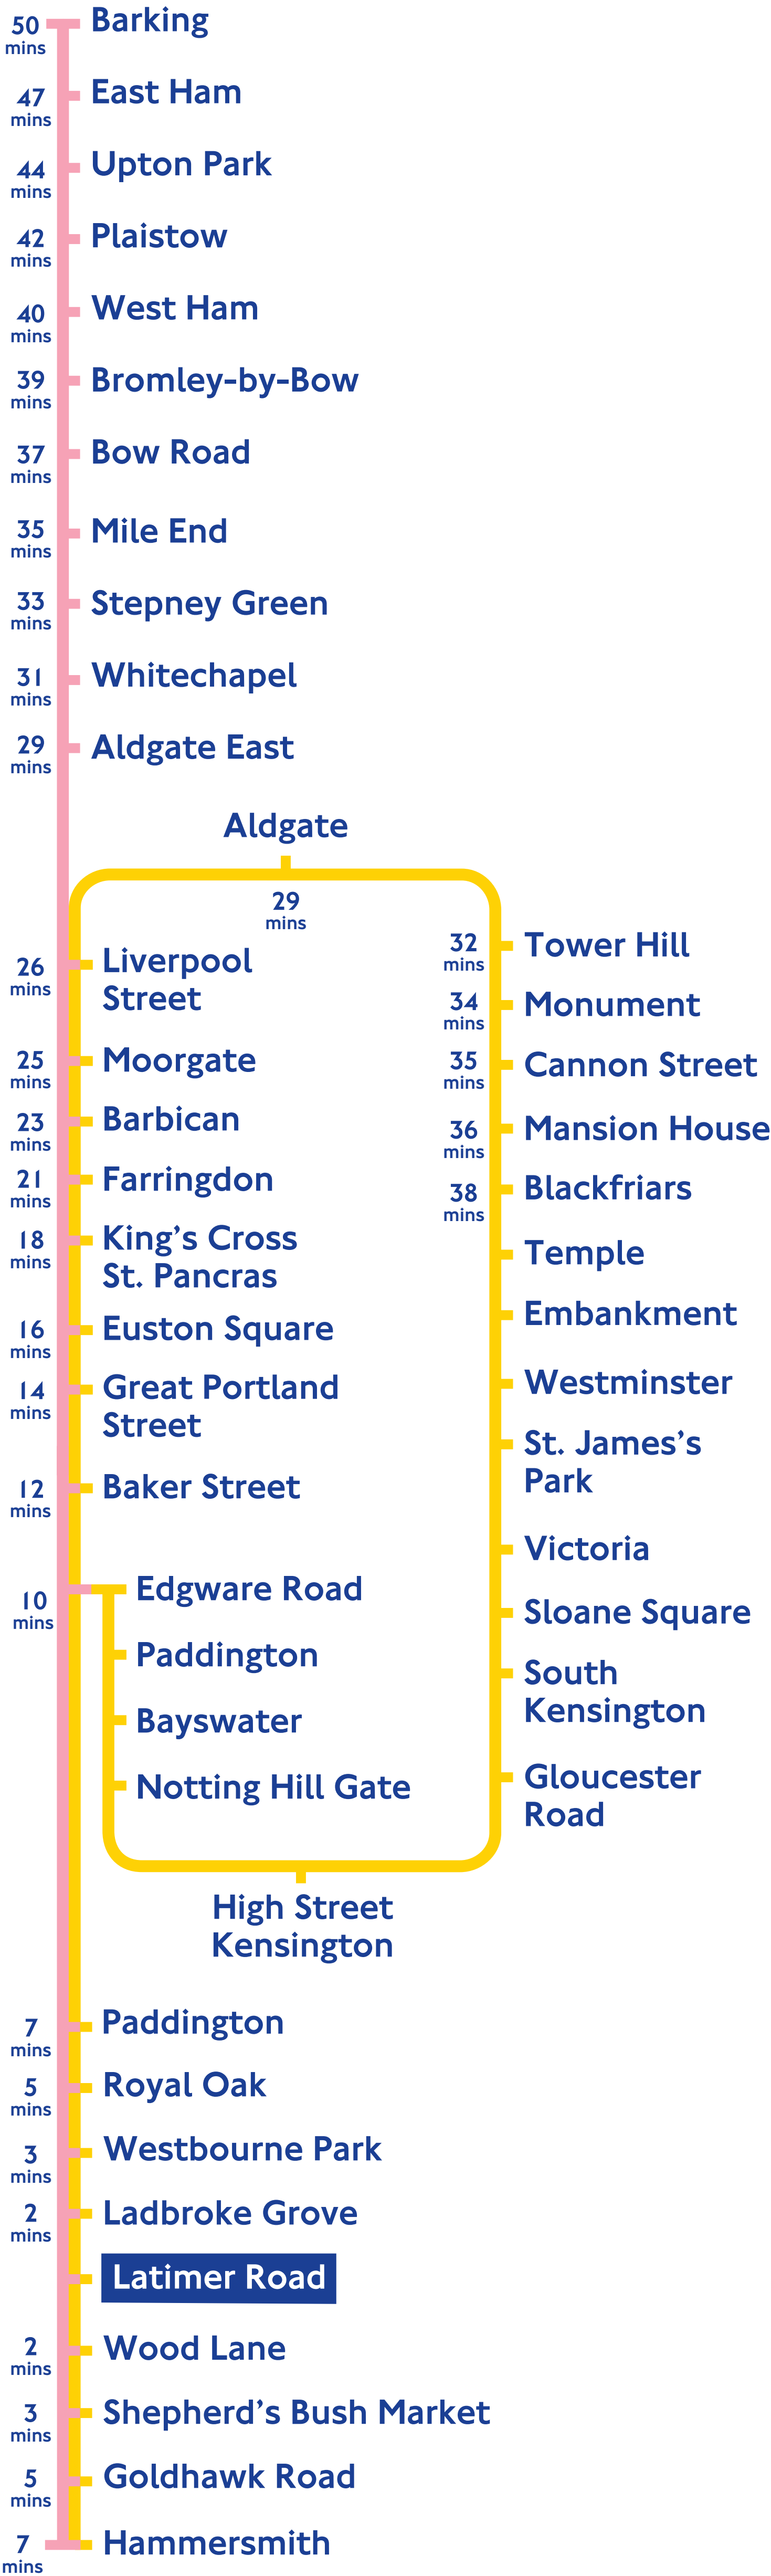 50 mins Barking
47 mins East Ham
44 mins Upton Park
42 mins Plaistow
40 mins West Ham
39 mins Bromley-by-Bow
37 mins Bow Road
35 mins Mile End
33 mins Stepney Green
31 mins Whitechapel
29 mins Aldgate East
Aldgate
29 mins
26 mins Liverpool
Street
25 mins Moorgate
23 mins Barbican
21 mins Farringdon
18 mins King's Cross
St. Pancras
16 mins Euston Square
14 mins Great Portland
Street
12 mins Baker Street
10 mins Edgware Road
Paddington
Bayswater
Notting Hill Gate
High Street
Kensington
32 mins Tower Hill
34 mins Monument
35 mins Cannon Street
36 mins Mansion House
38 mins Blackfriars
Temple
Embankment
Westminster
St. James's
Park
Victoria
Sloane Square
South
Kensington
Gloucester
Road
7 mins Paddington
5 mins Royal Oak
3 mins Westbourne Park
2 mins Ladbroke Grove
Latimer Road
2 mins Wood Lane
3 mins Shepherd's Bush Market
5 mins Goldhawk Road
7 mins Hammersmith